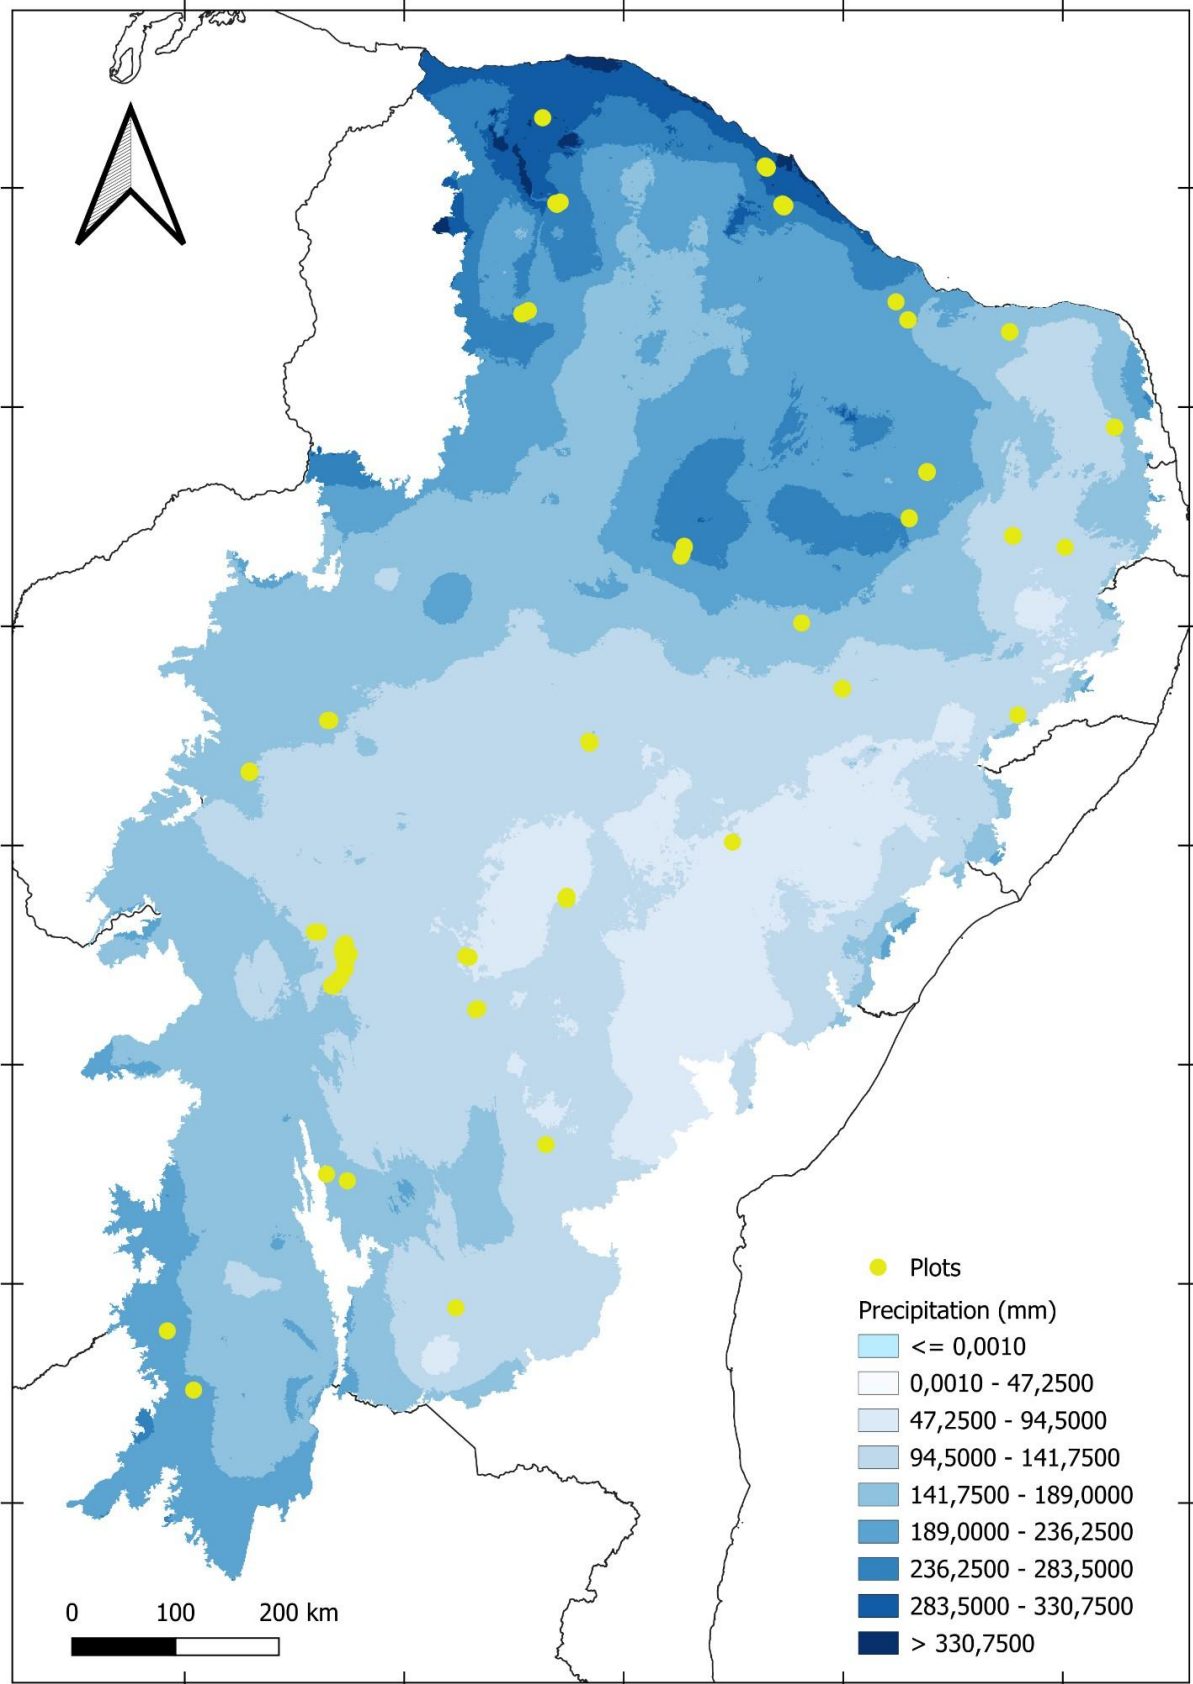 Plots
Precipitation (mm)
<= 0,0010
0,0010 - 47,2500
47,2500 - 94,5000
94,5000 - 141,7500
141,7500 - 189,0000
189,0000 - 236,2500
236,2500 - 283,5000
283,5000 - 330,7500
> 330,7500
0 100 200 km